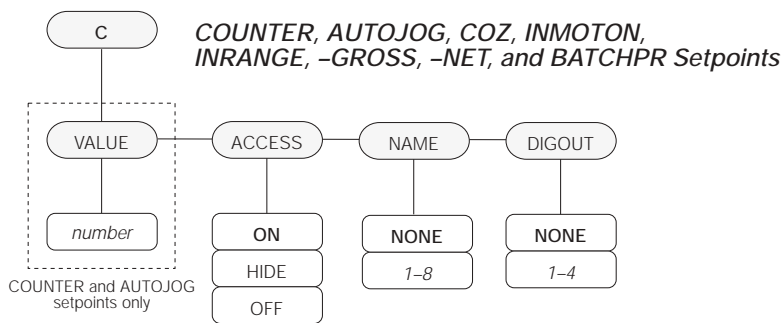 C
COUNTER, AUTOJOG, COZ, INMOTON,
INRANGE, –GROSS, –NET, and BATCHPR Setpoints
VALUE
ACCESS
NAME
DIGOUT
number
ON
NONE
NONE
HIDE
1–8
1–4
OFF
COUNTER and AUTOJOG
setpoints only